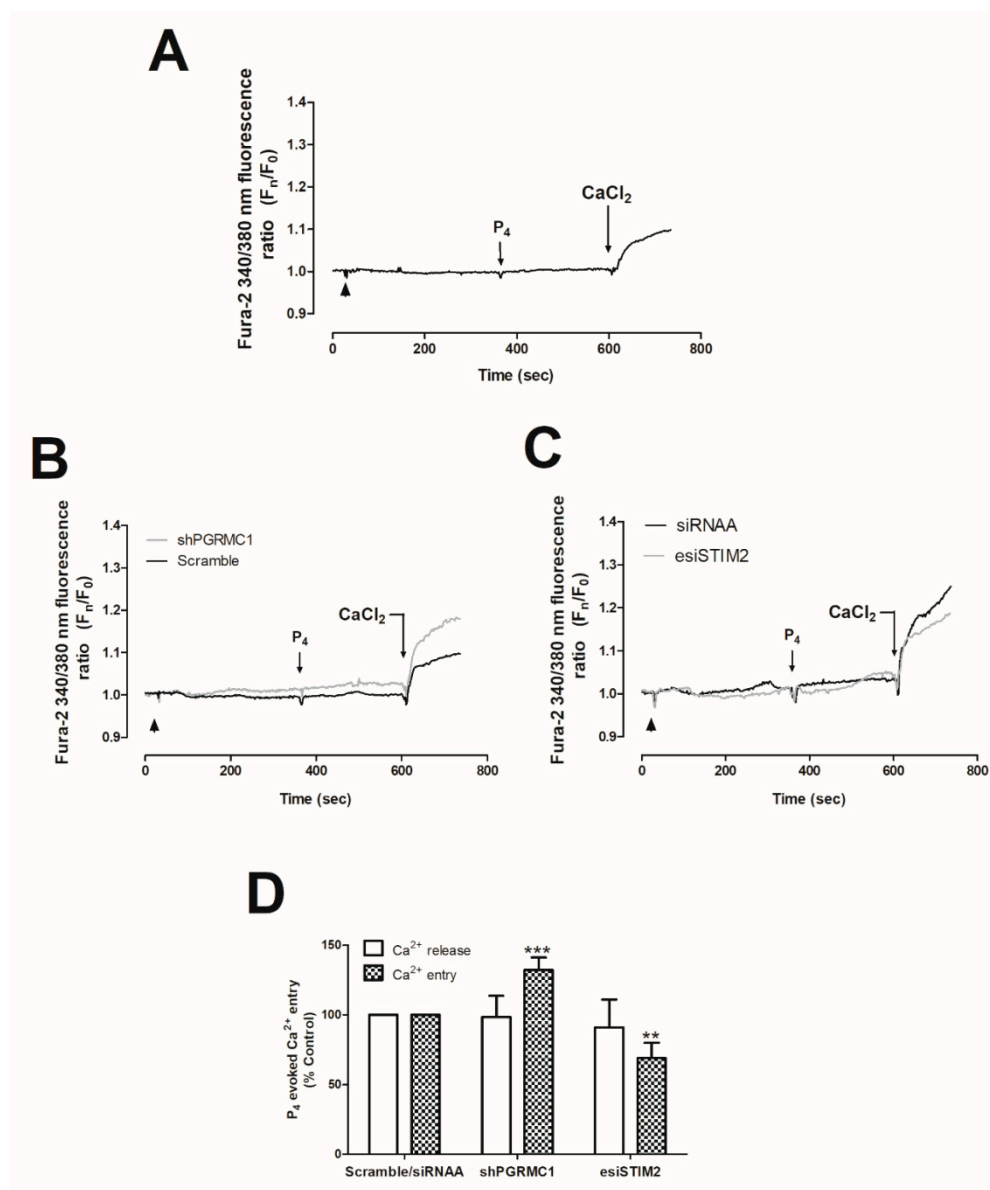 A
Fura-2 340/380 nm fluorescence
ratio (Fn/F0)
1.4
1.3
1.2
1.1
1.0
0.9
P4
CaCl2
0
200
400
600
800
Time (sec)
B
Fura-2 340/380 nm fluorescence
ratio (Fn/F0)
1.4
1.3
1.2
1.1
1.0
0.9
shPGRMC1
Scramble
P4
CaCl2
0
200
400
600
800
Time (sec)
C
Fura-2 340/380 nm fluorescence
ratio (Fn/F0)
1.4
1.3
1.2
1.1
1.0
0.9
siRNAA
esiSTIM2
P4
CaCl2
0
200
400
600
800
Time (sec)
D
P4 evoked Ca2+ entry
(% Control)
150
100
50
0
Ca2+ release
Ca2+ entry
***
**
Scramble/siRNAA
shPGRMC1
esiSTIM2